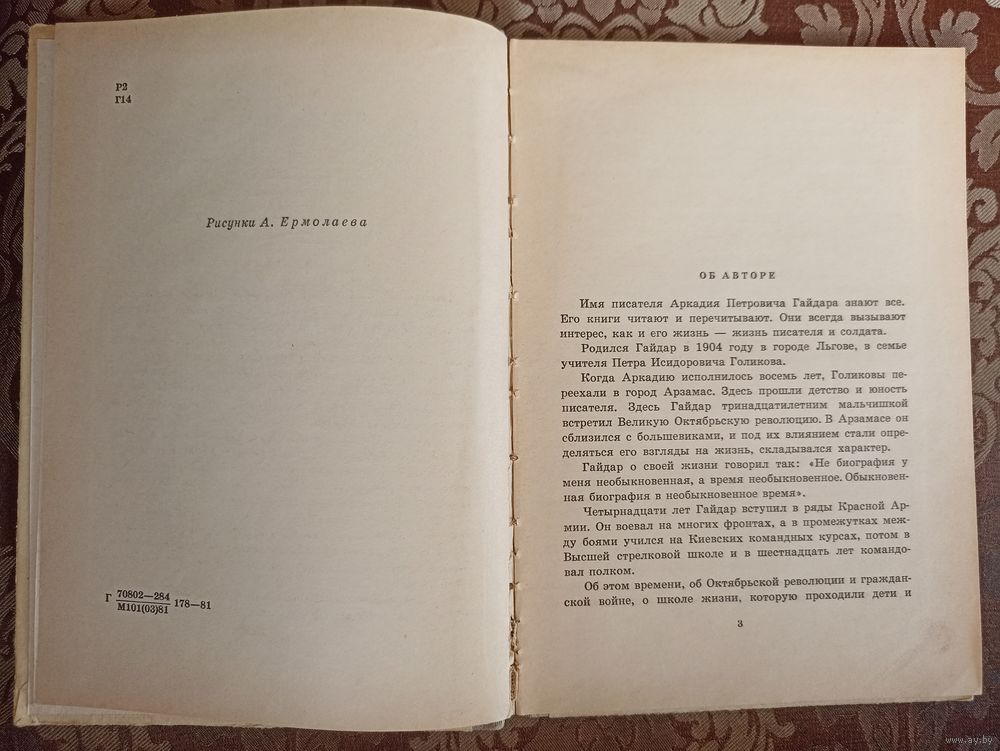 Р2
Г14
Рисунки А. Ермолаева
Г 70802—284
М101(03)81 178—81
ОБ АВТОРЕ
Имя писателя Аркадия Петровича Гайдара знают все.
Его книги читают и перечитывают. Они всегда вызывают
интерес, как и его жизнь — жизнь писателя и солдата.
Родился Гайдар в 1904 году в городе Льгове, в семье
учителя Петра Исидоровича Голикова.
Когда Аркадию исполнилось восемь лет, Голиковы пе-
реехали в город Арзамас. Здесь прошли детство и юность
писателя. Здесь Гайдар тринадцатилетним мальчишкой
встретил Великую Октябрьскую революцию. В Арзамасе он
сблизился с большевиками, и под их влиянием стали опре-
деляться его взгляды на жизнь, складывался характер.
Гайдар о своей жизни говорил так: «Не биография у
меня необыкновенная, а время необыкновенное. Обыкновен-
ная биография в необыкновенное время».
Четырнадцати лет Гайдар вступил в ряды Красной Ар-
мии. Он воевал на многих фронтах, а в промежутках меж-
ду боями учился на Киевских командных курсах, потом в
Высшей стрелковой школе и в шестнадцать лет командо-
вал полком.
Об этом времени, об Октябрьской революции и граждан-
ской войне, о школе жизни, которую проходили дети и
3
www.ay.by